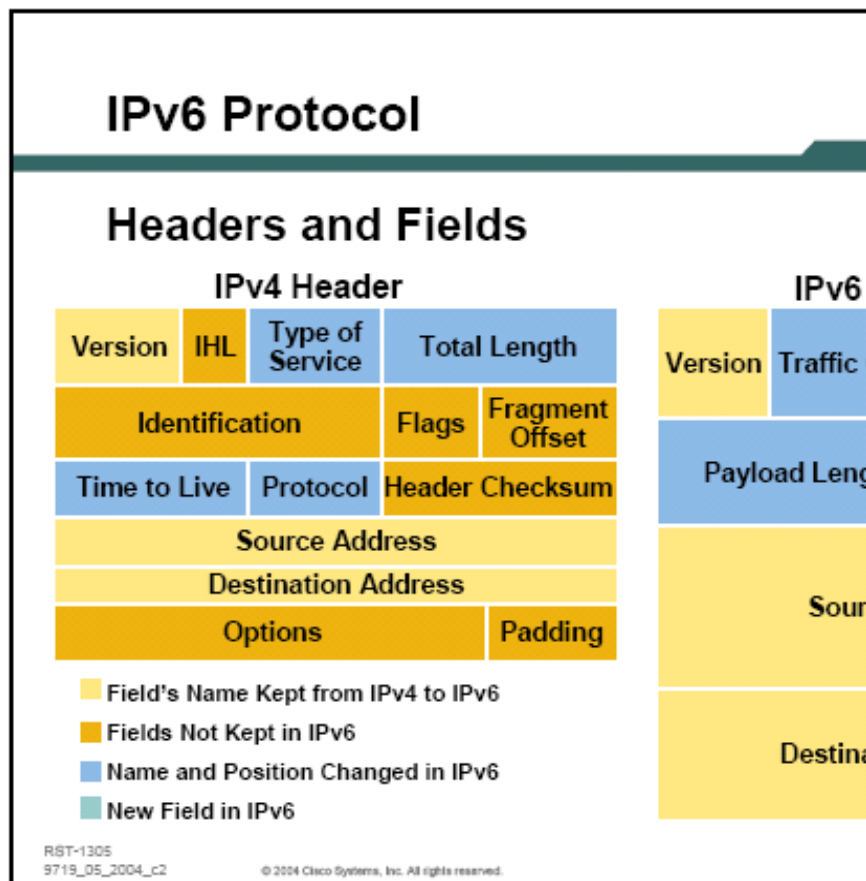 IPv6 Protocol
Headers and Fields
IPv4 Header
Version IHL Type of Service Total Length
Identification Flags Fragment Offset
Time to Live Protocol Header Checksum
Source Address
Destination Address
Options Padding
IPv6
Version Traffic
Payload Leng
Sour
Destina
Field's Name Kept from IPv4 to IPv6
Fields Not Kept in IPv6
Name and Position Changed in IPv6
New Field in IPv6
RST-1305
9719_05_2004_c2
© 2004 Cisco Systems, Inc. All rights reserved.